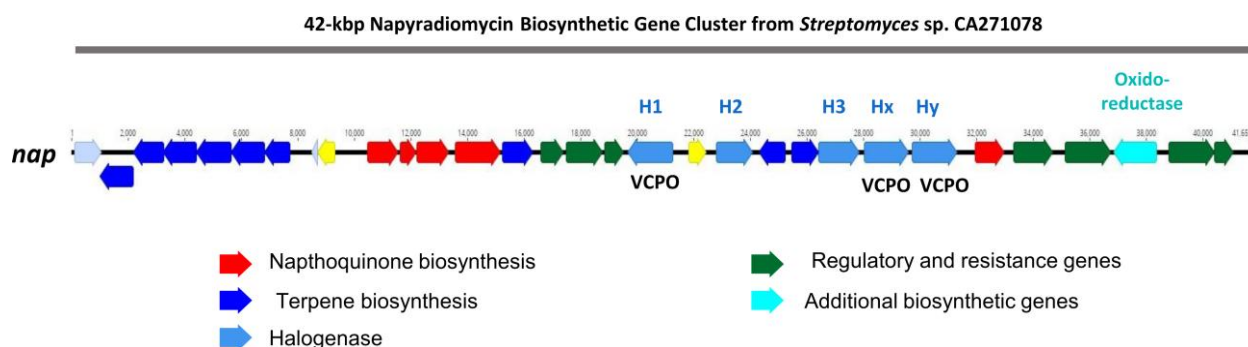 42-kbp Napyradiomycin Biosynthetic Gene Cluster from Streptomyces sp. CA271078
Oxido-
reductase
H1 H2 H3 Hx Hy
1 2,000 4,000 6,000 8,000 10,000 12,000 14,000 16,000 18,000 20,000 22,000 24,000 26,000 28,000 30,000 32,000 34,000 36,000 38,000 40,000
nap
VCPO VCPO VCPO
Napthoquinone biosynthesis Regulatory and resistance genes
Terpene biosynthesis Additional biosynthetic genes
Halogenase